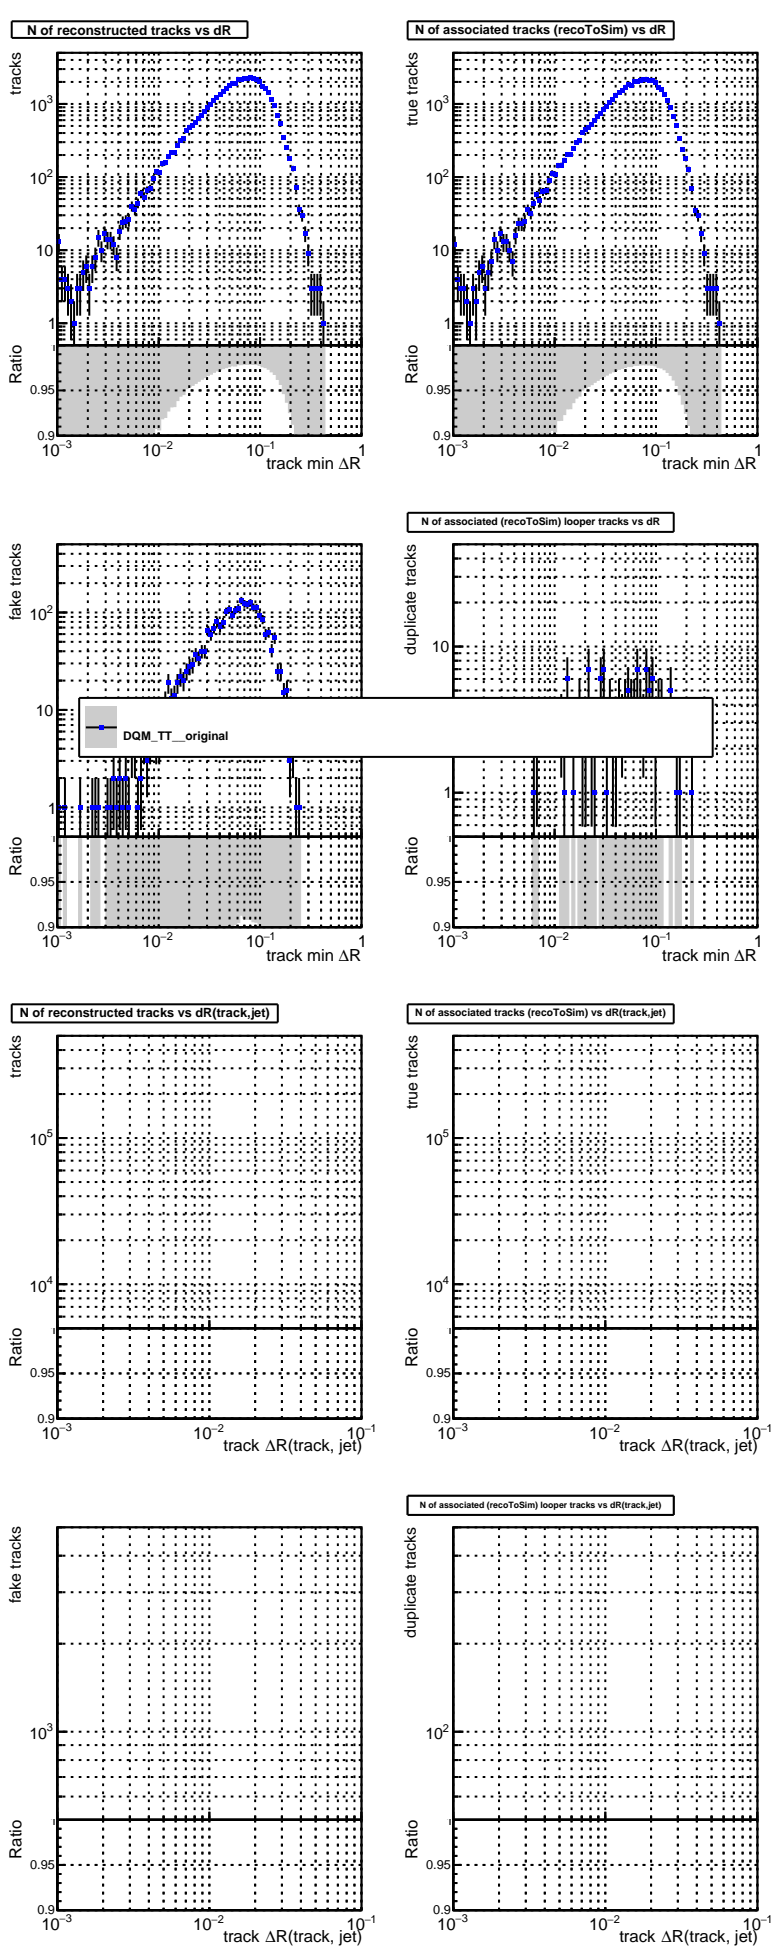 N of reconstructed tracks vs dR
tracks
10³
10²
10
1
Ratio
1
0.95
0.9
10⁻³
10⁻²
10⁻¹
1
track min ΔR
N of associated tracks (recoToSim) vs dR
true tracks
10³
10²
10
1
Ratio
1
0.95
0.9
10⁻³
10⁻²
10⁻¹
1
track min ΔR
fake tracks
10²
10
1
Ratio
1
0.95
0.9
10⁻³
10⁻²
10⁻¹
1
track min ΔR
N of associated (recoToSim) looper tracks vs dR
duplicate tracks
10
1
Ratio
1
0.95
0.9
10⁻³
10⁻²
10⁻¹
1
track min ΔR
DQM_TT__original
N of reconstructed tracks vs dR(track,jet)
tracks
10⁵
10⁴
Ratio
1
0.95
0.9
10⁻³
10⁻²
10⁻¹
track ΔR(track, jet)
N of associated tracks (recoToSim) vs dR(track,jet)
true tracks
10⁵
10⁴
Ratio
1
0.95
0.9
10⁻³
10⁻²
10⁻¹
track ΔR(track, jet)
fake tracks
10³
Ratio
1
0.95
0.9
10⁻³
10⁻²
10⁻¹
track ΔR(track, jet)
N of associated (recoToSim) looper tracks vs dR(track,jet)
duplicate tracks
10²
Ratio
1
0.95
0.9
10⁻³
10⁻²
10⁻¹
track ΔR(track, jet)